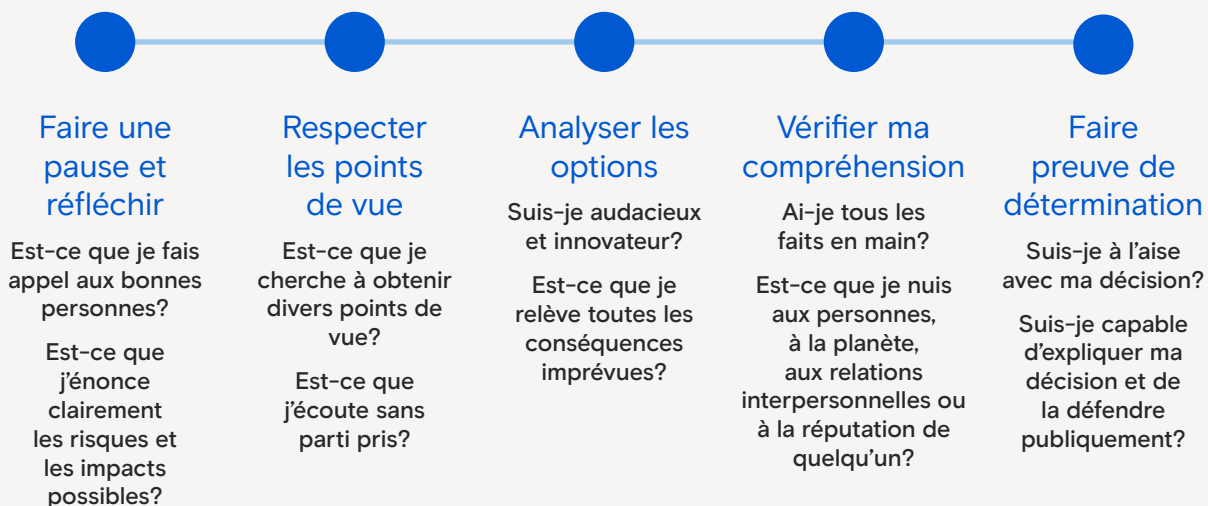 Faire une
pause et
réfléchir
Est-ce que je fais
appel aux bonnes
personnes?
Est-ce que
j’énonce
clairement
les risques et
les impacts
possibles?
Respecter
les points
de vue
Est-ce que je
cherche à obtenir
divers points de
vue?
Est-ce que
j’écoute sans
parti pris?
Analyser les
options
Suis-je audacieux
et innovateur?
Est-ce que je
relève toutes les
conséquences
imprévues?
Vérifier ma
compréhension
Ai-je tous les
faits en main?
Est-ce que je nuis
aux personnes,
à la planète,
aux relations
interpersonnelles ou
à la réputation de
quelqu’un?
Faire
preuve de
détermination
Suis-je à l’aise
avec ma décision?
Suis-je capable
d’expliquer ma
décision et de
la défendre
publiquement?